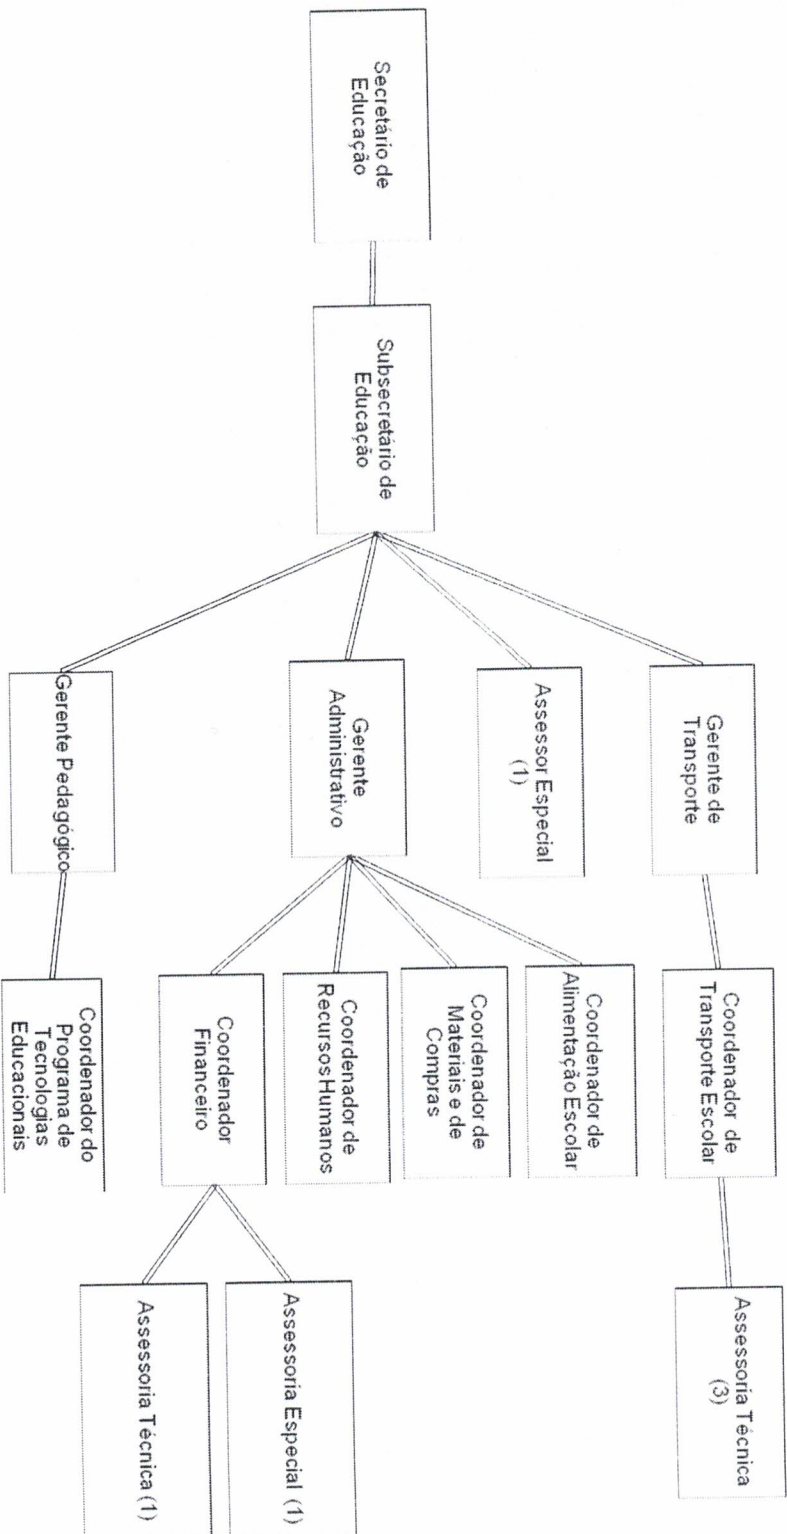 Secretário de
Educação
Subsecretário de
Educação
Gerente de
Transporte
Assessor Especial
(1)
Gerente
Administrativo
Gerente Pedagógico
Coordenador de
Transporte Escolar
Coordenador de
Alimentação Escolar
Coordenador de
Materiais e de
Compras
Coordenador de
Recursos Humanos
Coordenador
Financeiro
Coordenador do
Programa de
Tecnologias
Educacionais
Assessoria Técnica
(3)
Assessoria Especial (1)
Assessoria Técnica (1)